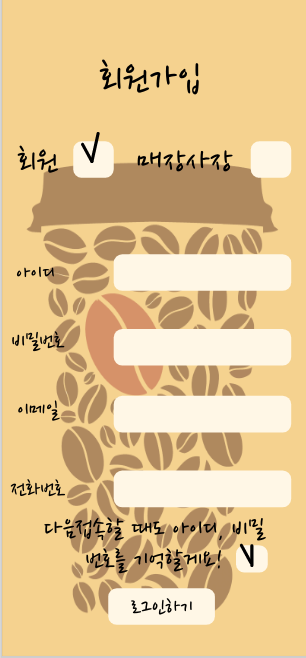 회원가입
회원 매장사장
아이디
비밀번호
이메일
전화번호
다음접속할 때도 아이디, 비밀
번호를 기억할게요!
로그인하기